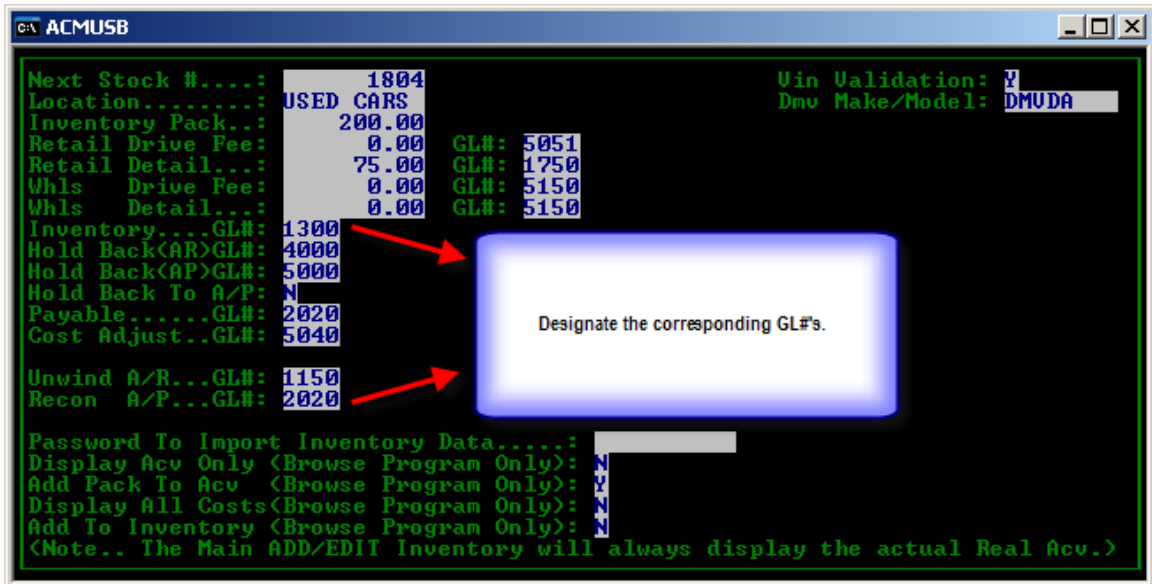 ACMUSB
Next Stock #....: 1804 Vin Validation: Y
Location........: USED CARS Dmv Make/Model: DMVDA
Inventory Pack..: 200.00
Retail Drive Fee: 0.00 GL#: 5051
Retail Detail...: 75.00 GL#: 1750
Whls Drive Fee: 0.00 GL#: 5150
Whls Detail...: 0.00 GL#: 5150
Inventory....GL#: 1300
Hold Back(AR)GL#: 4000
Hold Back(AP)GL#: 5000
Hold Back To A/P: N
Payable......GL#: 2020
Cost Adjust..GL#: 5040
Designate the corresponding GL#'s.
Unwind A/R...GL#: 1150
Recon A/P...GL#: 2020
Password To Import Inventory Data.....:
Display Acv Only (Browse Program Only): N
Add Pack To Acv (Browse Program Only): Y
Display All Costs(Browse Program Only): N
Add To Inventory (Browse Program Only): N
(Note.. The Main ADD/EDIT Inventory will always display the actual Real Acv.)